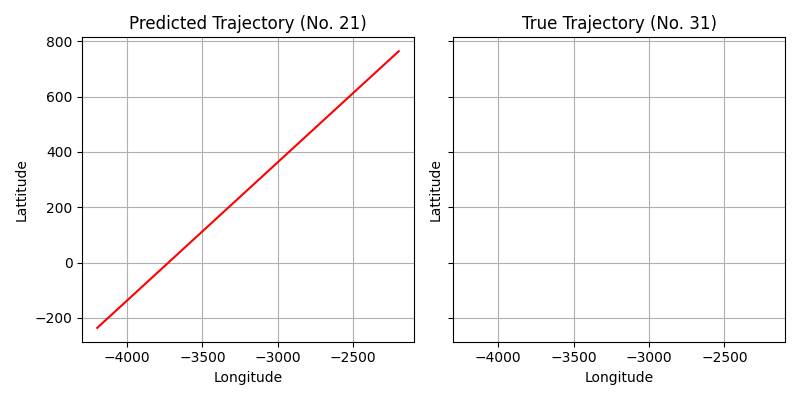 Predicted Trajectory (No. 21)
800
600
400
200
0
−200
Lattitude
−4000 −3500 −3000 −2500
Longitude
True Trajectory (No. 31)
Lattitude
−4000 −3500 −3000 −2500
Longitude